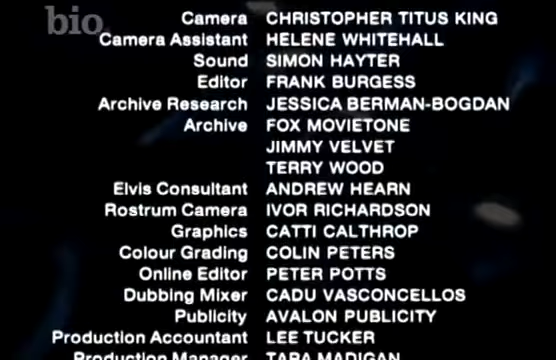 bio
Camera CHRISTOPHER TITUS KING
Camera Assistant HELENE WHITEHALL
Sound SIMON HAYTER
Editor FRANK BURGESS
Archive Research JESSICA BERMAN-BOGDAN
Archive FOX MOVIETONE
JIMMY VELVET
TERRY WOOD
Elvis Consultant ANDREW HEARN
Rostrum Camera IVOR RICHARDSON
Graphics CATTI CALTHROP
Colour Grading COLIN PETERS
Online Editor PETER POTTS
Dubbing Mixer CADU VASCONCELLOS
Publicity AVALON PUBLICITY
Production Accountant LEE TUCKER
Production Manager TARA MADIGAN